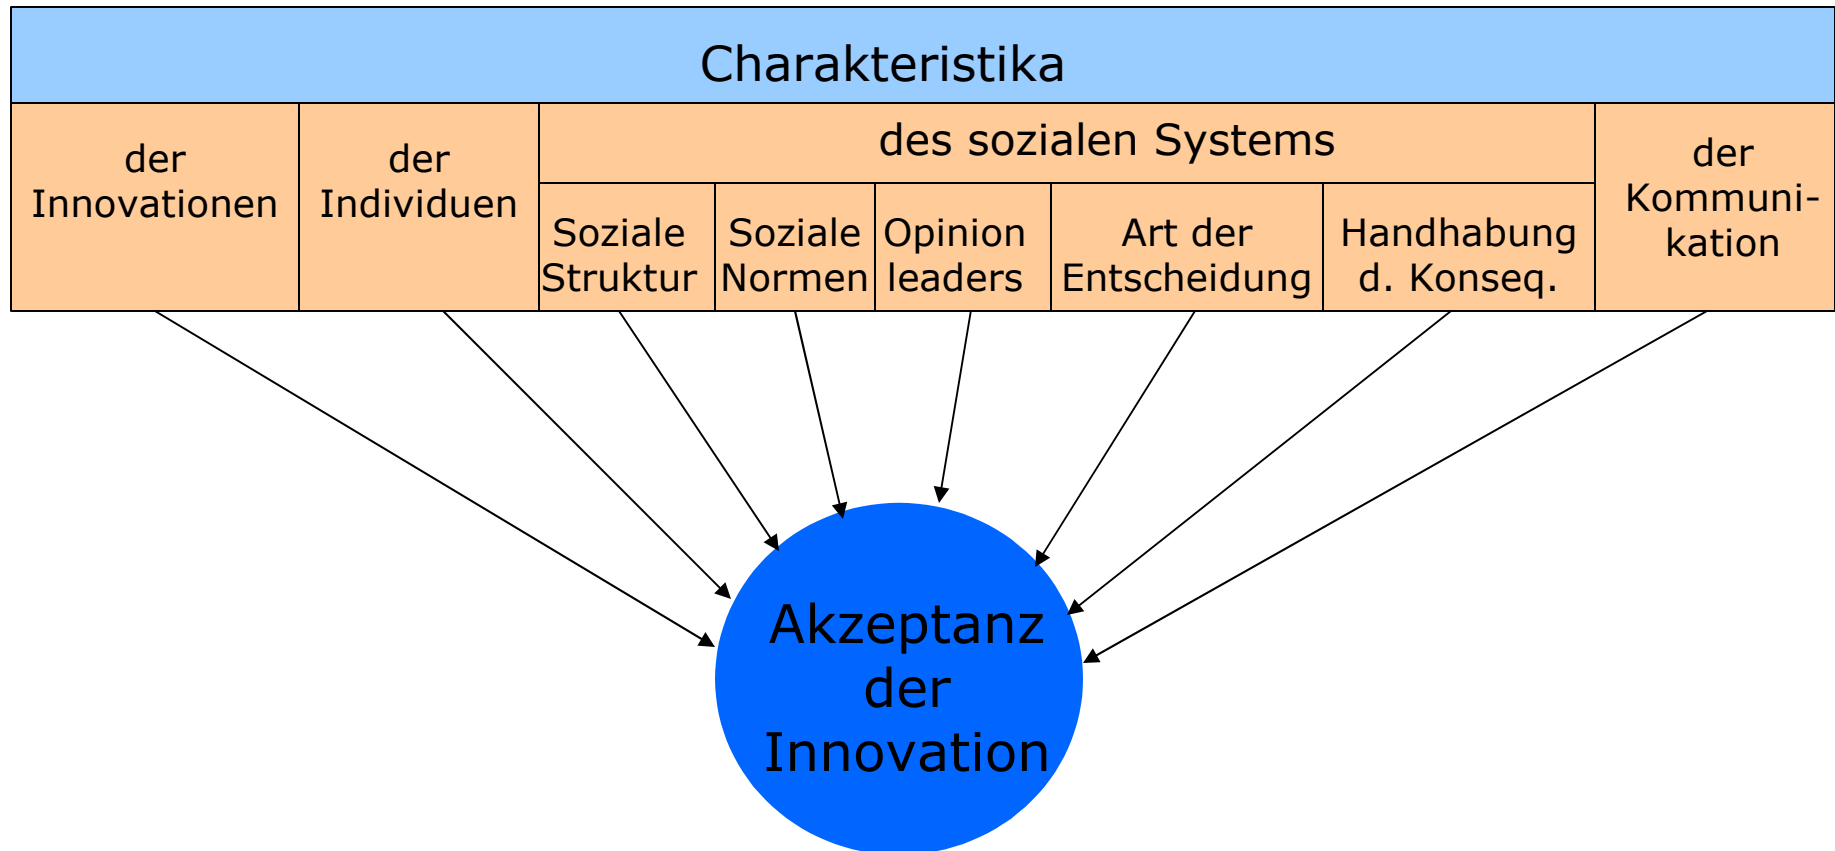 Charakteristika
der
Innovationen
der
Individuen
des sozialen Systems
Soziale
Struktur
Soziale
Normen
Opinion
leaders
Art der
Entscheidung
Handhabung
d. Konseq.
der
Kommuni-
kation
Akzeptanz
der
Innovation